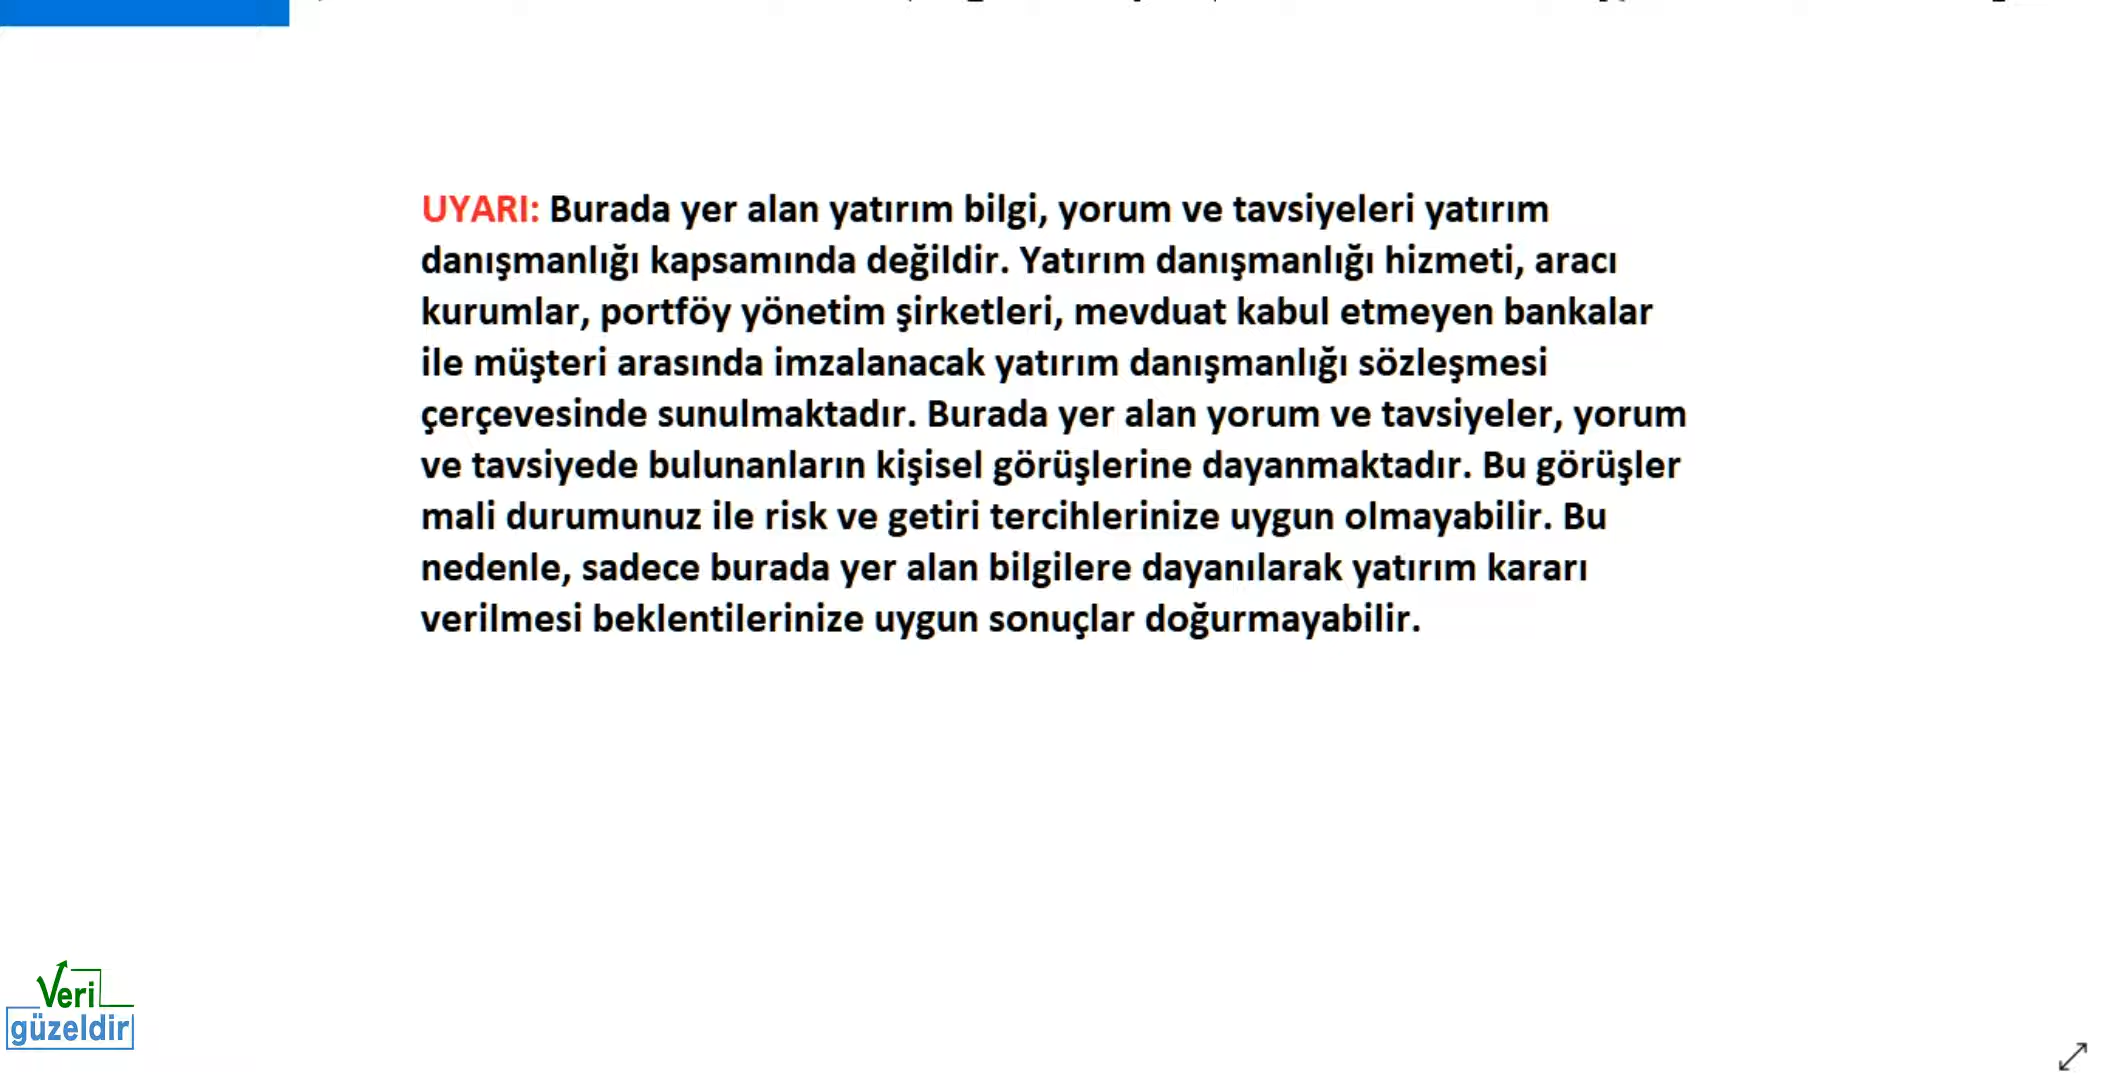 UYARI: Burada yer alan yatırım bilgi, yorum ve tavsiyeleri yatırım
danışmanlığı kapsamında değildir. Yatırım danışmanlığı hizmeti, aracı
kurumlar, portföy yönetim şirketleri, mevduat kabul etmeyen bankalar
ile müşteri arasında imzalanacak yatırım danışmanlığı sözleşmesi
çerçevesinde sunulmaktadır. Burada yer alan yorum ve tavsiyeler, yorum
ve tavsiyede bulunanların kişisel görüşlerine dayanmaktadır. Bu görüşler
mali durumunuz ile risk ve getiri tercihlerinize uygun olmayabilir. Bu
nedenle, sadece burada yer alan bilgilere dayanılarak yatırım kararı
verilmesi beklentilerinize uygun sonuçlar doğurmayabilir.
Veri
güzeldir